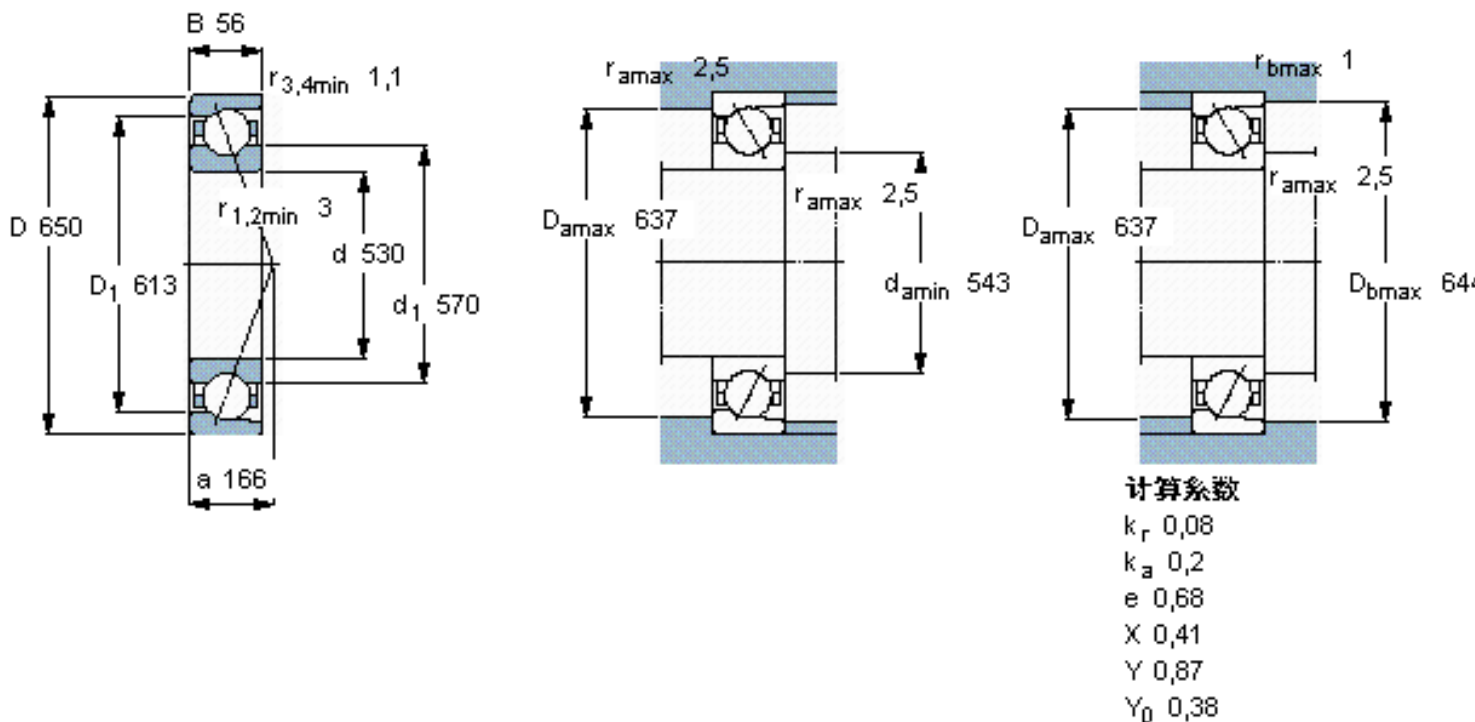 B 56
r3,4min 1,1
D 650
D1 613
r1,2min 3
d 530
d1 570
a 166
ramax 2,5
Damax 637
ramax 2,5
damin 543
rbmax 1
ramax 2,5
Damax 637
Dbmax 644
计算系数
kr 0,08
ka 0,2
e 0,68
X 0,41
Y 0,87
Y0 0,38